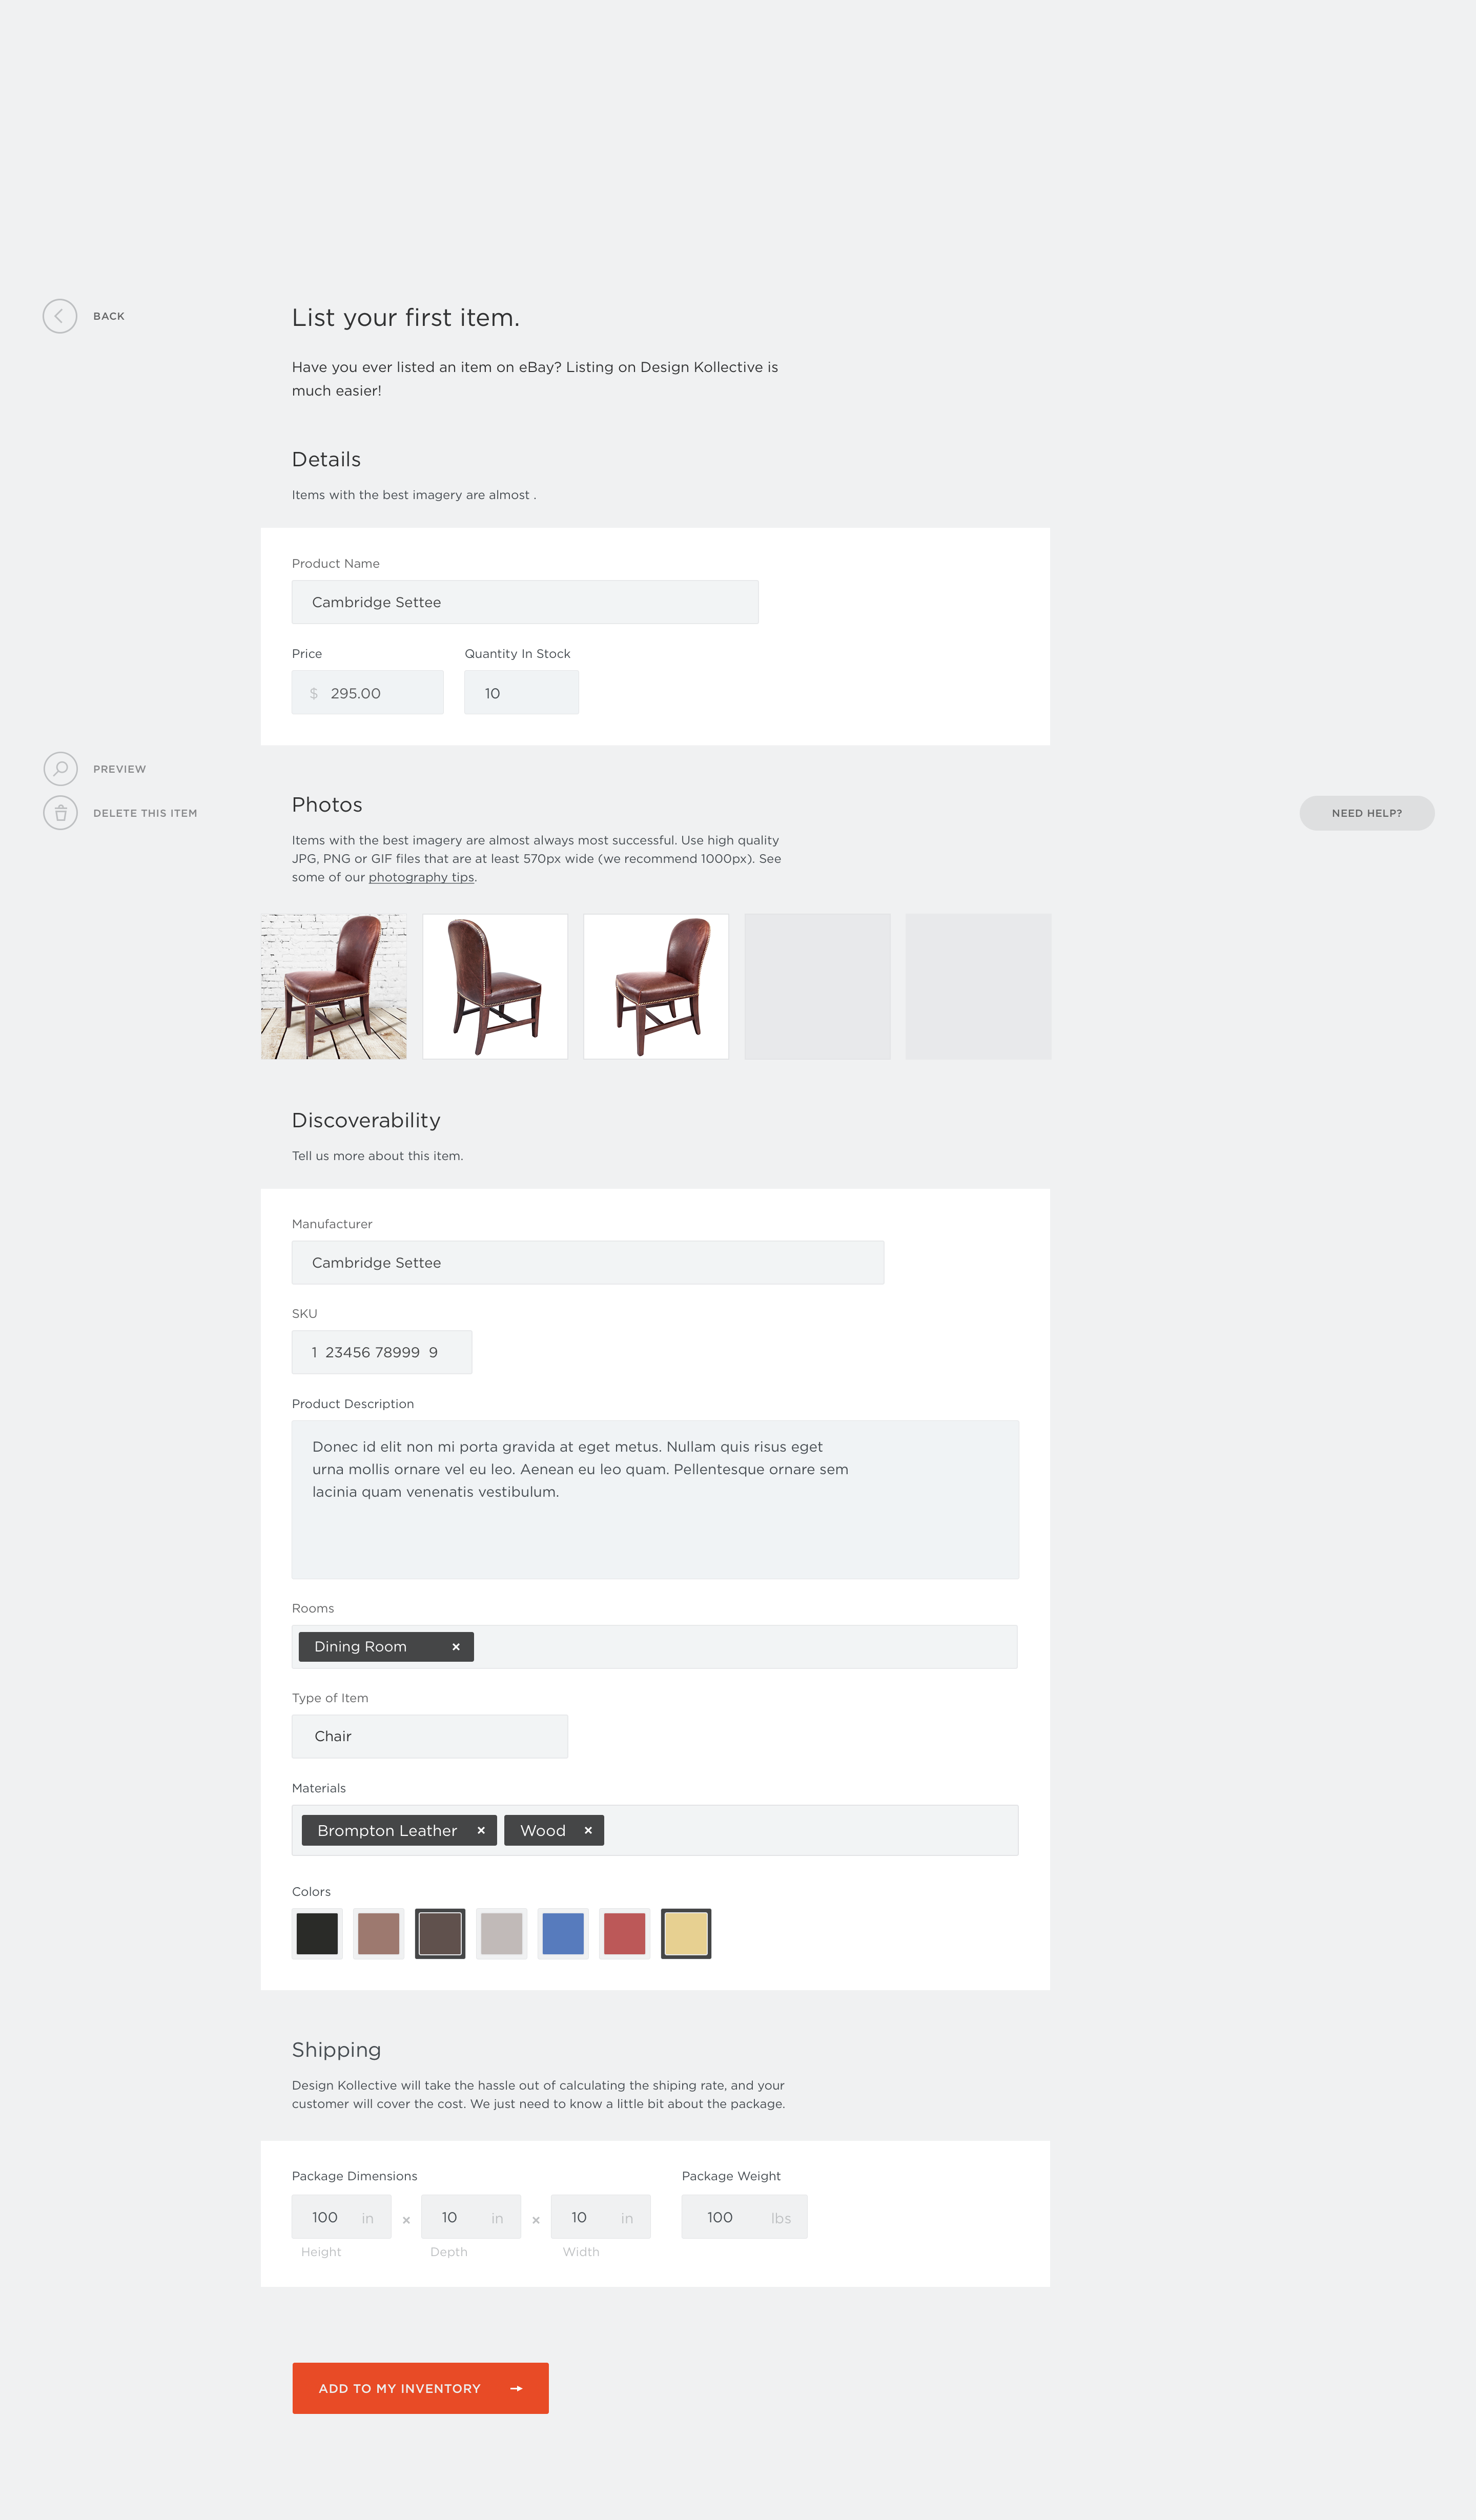 BACK
List your first item.
Have you ever listed an item on eBay? Listing on Design Kollective is
much easier!
Details
Items with the best imagery are almost .
Product Name
Cambridge Settee
Price
Quantity In Stock
$ 295.00
10
PREVIEW
DELETE THIS ITEM
Photos
NEED HELP?
Items with the best imagery are almost always most successful. Use high quality
JPG, PNG or GIF files that are at least 570px wide (we recommend 1000px). See
some of our photography tips.
Discoverability
Tell us more about this item.
Manufacturer
Cambridge Settee
SKU
1 23456 78999 9
Product Description
Donec id elit non mi porta gravida at eget metus. Nullam quis risus eget
urna mollis ornare vel eu leo. Aenean eu leo quam. Pellentesque ornare sem
lacinia quam venenatis vestibulum.
Rooms
Dining Room ×
Type of Item
Chair
Materials
Brompton Leather × Wood ×
Colors
Shipping
Design Kollective will take the hassle out of calculating the shiping rate, and your
customer will cover the cost. We just need to know a little bit about the package.
Package Dimensions
Package Weight
100 in × 10 in × 10 in
100 lbs
Height
Depth
Width
ADD TO MY INVENTORY →